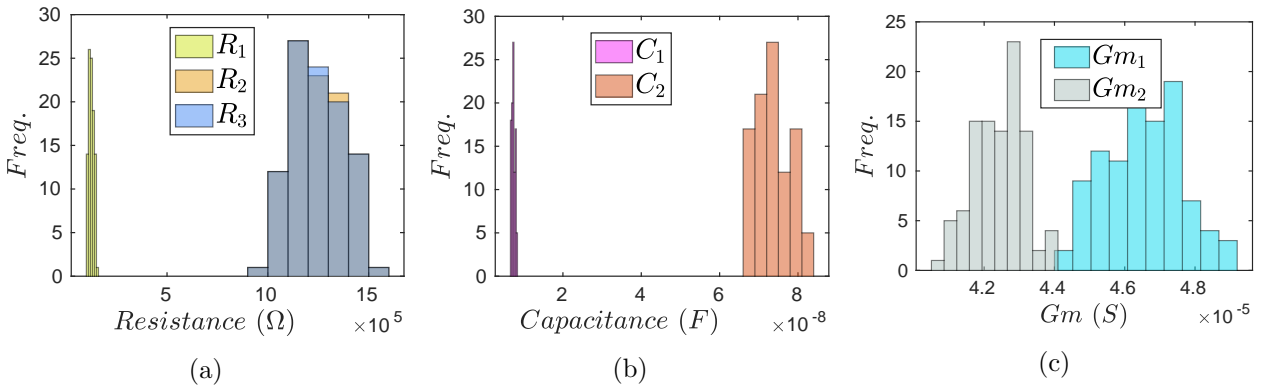 30
25
20
15
10
5
0
Freq.
R1
R2
R3
5 10 15
Resistance (Ω)
×10^5
(a)
30
25
20
15
10
5
0
Freq.
C1
C2
2 4 6 8
Capacitance (F)
×10^-8
(b)
25
20
15
10
5
0
Freq.
Gm1
Gm2
4.2 4.4 4.6 4.8
Gm (S)
×10^-5
(c)